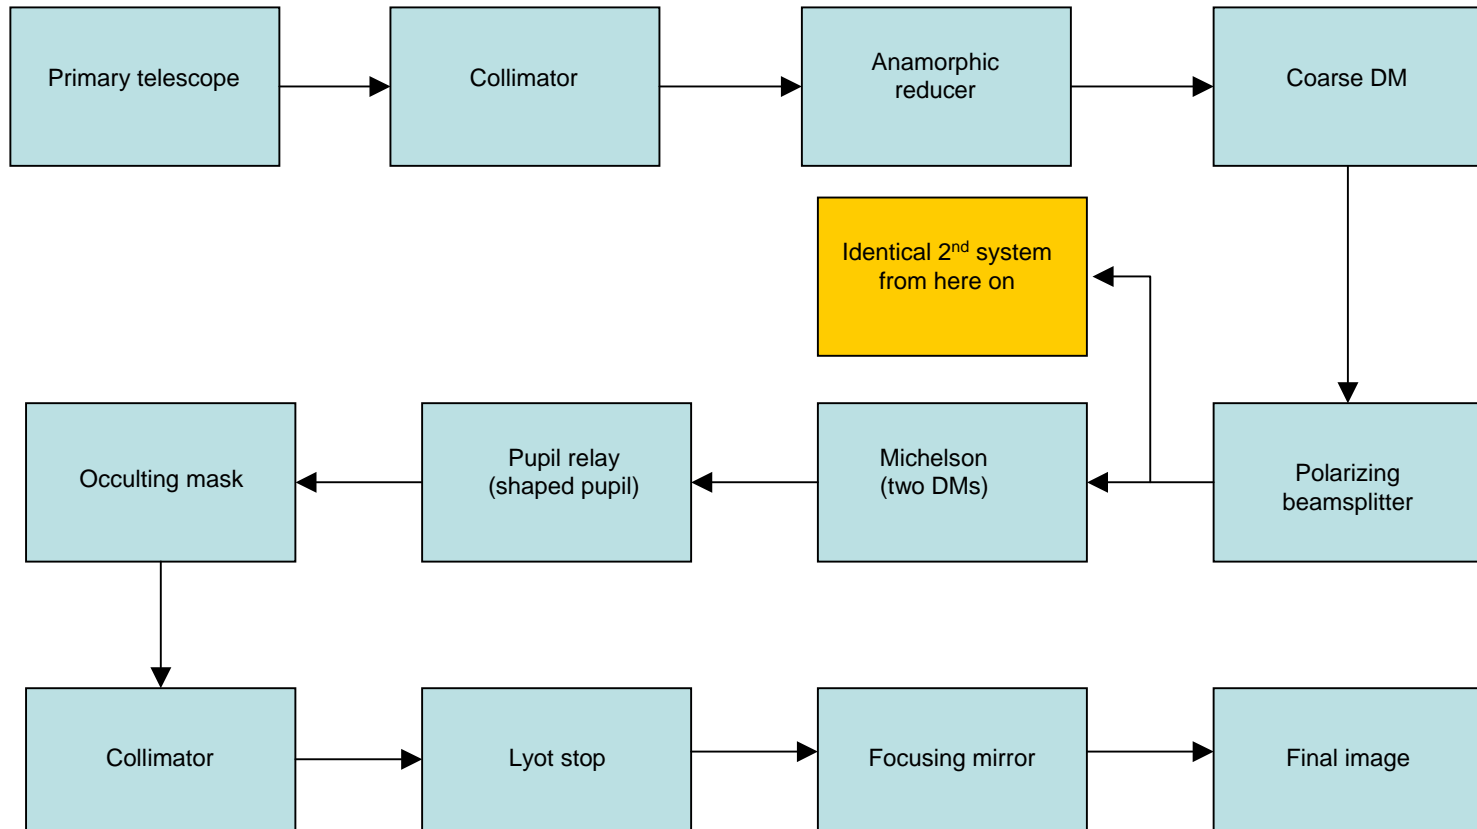 Primary telescope
Collimator
Anamorphic
reducer
Coarse DM
Identical 2nd system
from here on
Polarizing
beamsplitter
Michelson
(two DMs)
Pupil relay
(shaped pupil)
Occulting mask
Collimator
Lyot stop
Focusing mirror
Final image